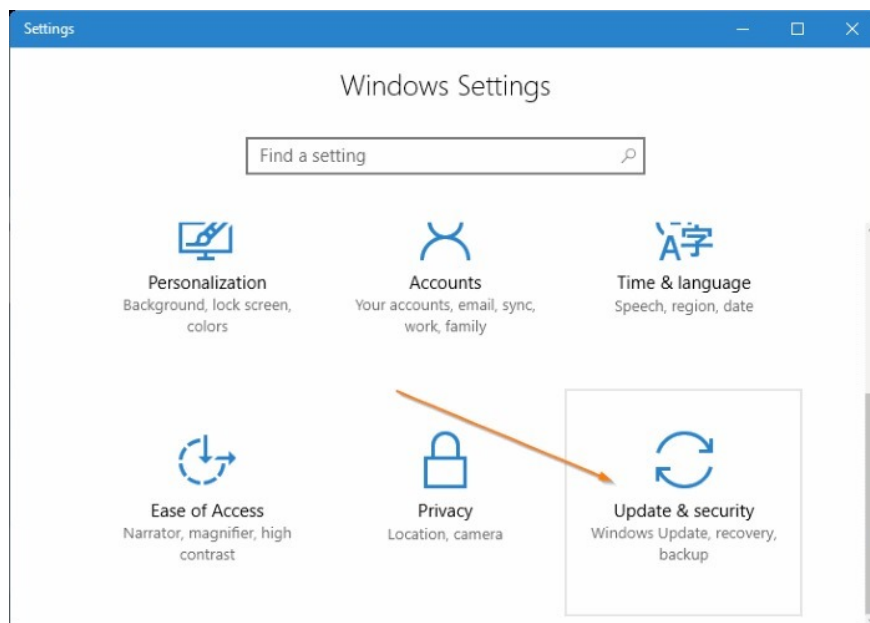 Settings
Windows Settings
Find a setting
A字
Personalization
Background, lock screen,
colors
Accounts
Your accounts, email, sync,
work, family
Time & language
Speech, region, date
Ease of Access
Narrator, magnifier, high
contrast
Privacy
Location, camera
Update & security
Windows Update, recovery,
backup